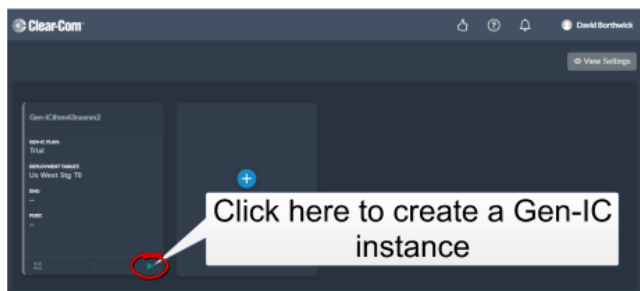 Clear-Com
David Borthwick
View Settings
GEN-IC PLAN:
Trial
DEPLOYMENT TARGET:
Us West Stg T0
DNS:
--
PORT:
--
Click here to create a Gen-IC
instance